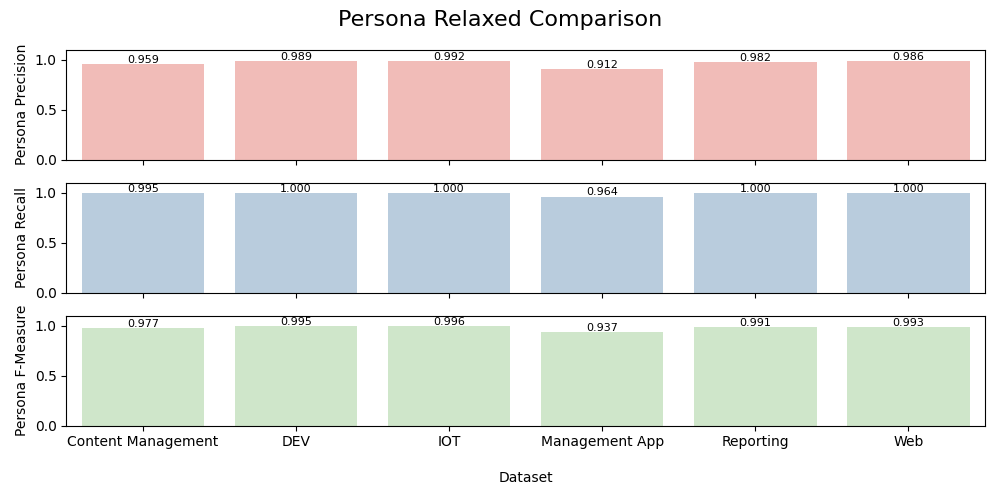 Persona Relaxed Comparison
Persona Precision
1.0
0.5
0.0
0.959
0.989
0.992
0.912
0.982
0.986
Persona Recall
1.0
0.5
0.0
0.995
1.000
1.000
0.964
1.000
1.000
Persona F-Measure
1.0
0.5
0.0
0.977
0.995
0.996
0.937
0.991
0.993
Content Management
DEV
IOT
Management App
Reporting
Web
Dataset